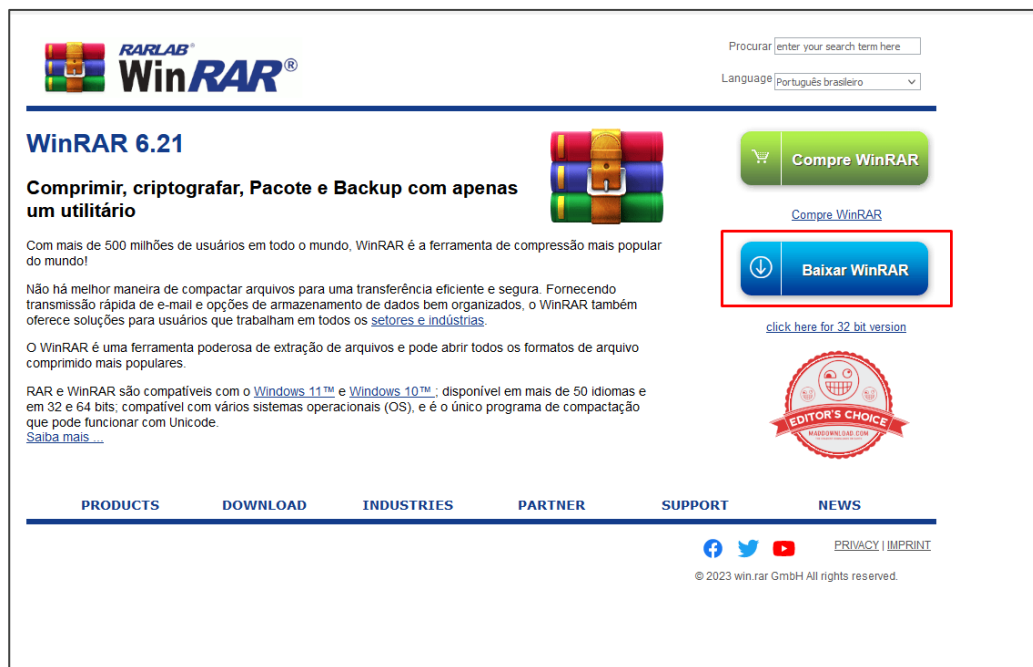 RARLAB®
WinRAR®
Procurar enter your search term here
Language Português brasileiro
WinRAR 6.21
Comprimir, criptografar, Pacote e Backup com apenas
um utilitário
Com mais de 500 milhões de usuários em todo o mundo, WinRAR é a ferramenta de compressão mais popular
do mundo!
Não há melhor maneira de compactar arquivos para uma transferência eficiente e segura. Fornecendo
transmissão rápida de e-mail e opções de armazenamento de dados bem organizados, o WinRAR também
oferece soluções para usuários que trabalham em todos os setores e indústrias.
O WinRAR é uma ferramenta poderosa de extração de arquivos e pode abrir todos os formatos de arquivo
comprimido mais populares.
RAR e WinRAR são compatíveis com o Windows 11™ e Windows 10™ ; disponível em mais de 50 idiomas e
em 32 e 64 bits; compatível com vários sistemas operacionais (OS), e é o único programa de compactação
que pode funcionar com Unicode.
Saiba mais ...
Compre WinRAR
Compre WinRAR
Baixar WinRAR
click here for 32 bit version
EDITOR'S CHOICE
MADDOWNLOAD.COM
PRODUCTS DOWNLOAD INDUSTRIES PARTNER SUPPORT NEWS
PRIVACY | IMPRINT
© 2023 win.rar GmbH All rights reserved.